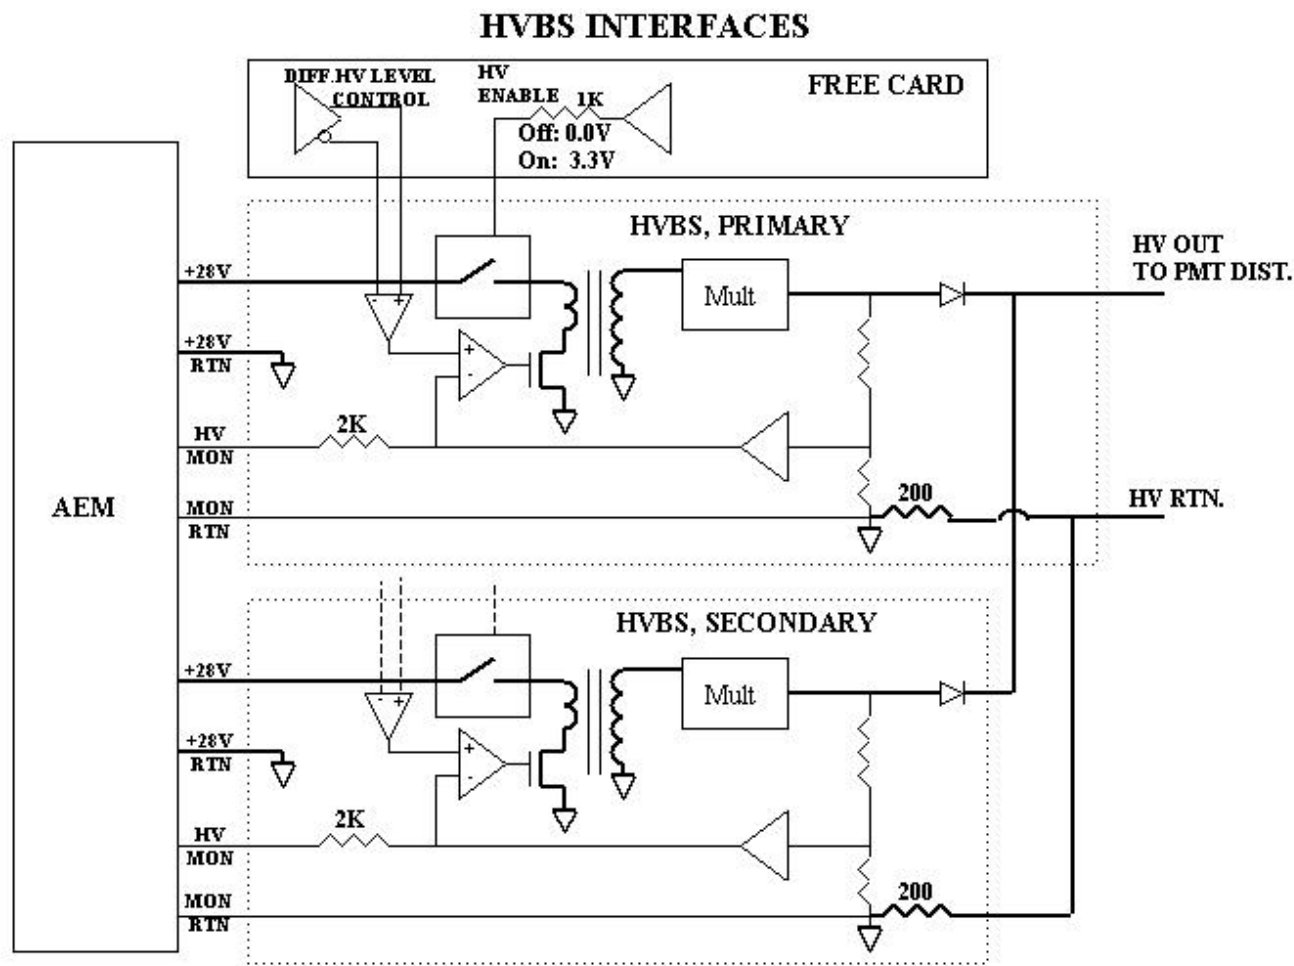 HVBS INTERFACES
DIFF.HV LEVEL
CONTROL
HV
ENABLE
1K
Off: 0.0V
On: 3.3V
FREE CARD
AEM
HVBS, PRIMARY
+28V
- +
Mult
HV OUT
TO PMT DIST.
+28V
RTN
+
-
2K
HV
MON
MON
RTN
200
HV RTN.
HVBS, SECONDARY
+28V
- +
Mult
+28V
RTN
+
-
2K
HV
MON
MON
RTN
200